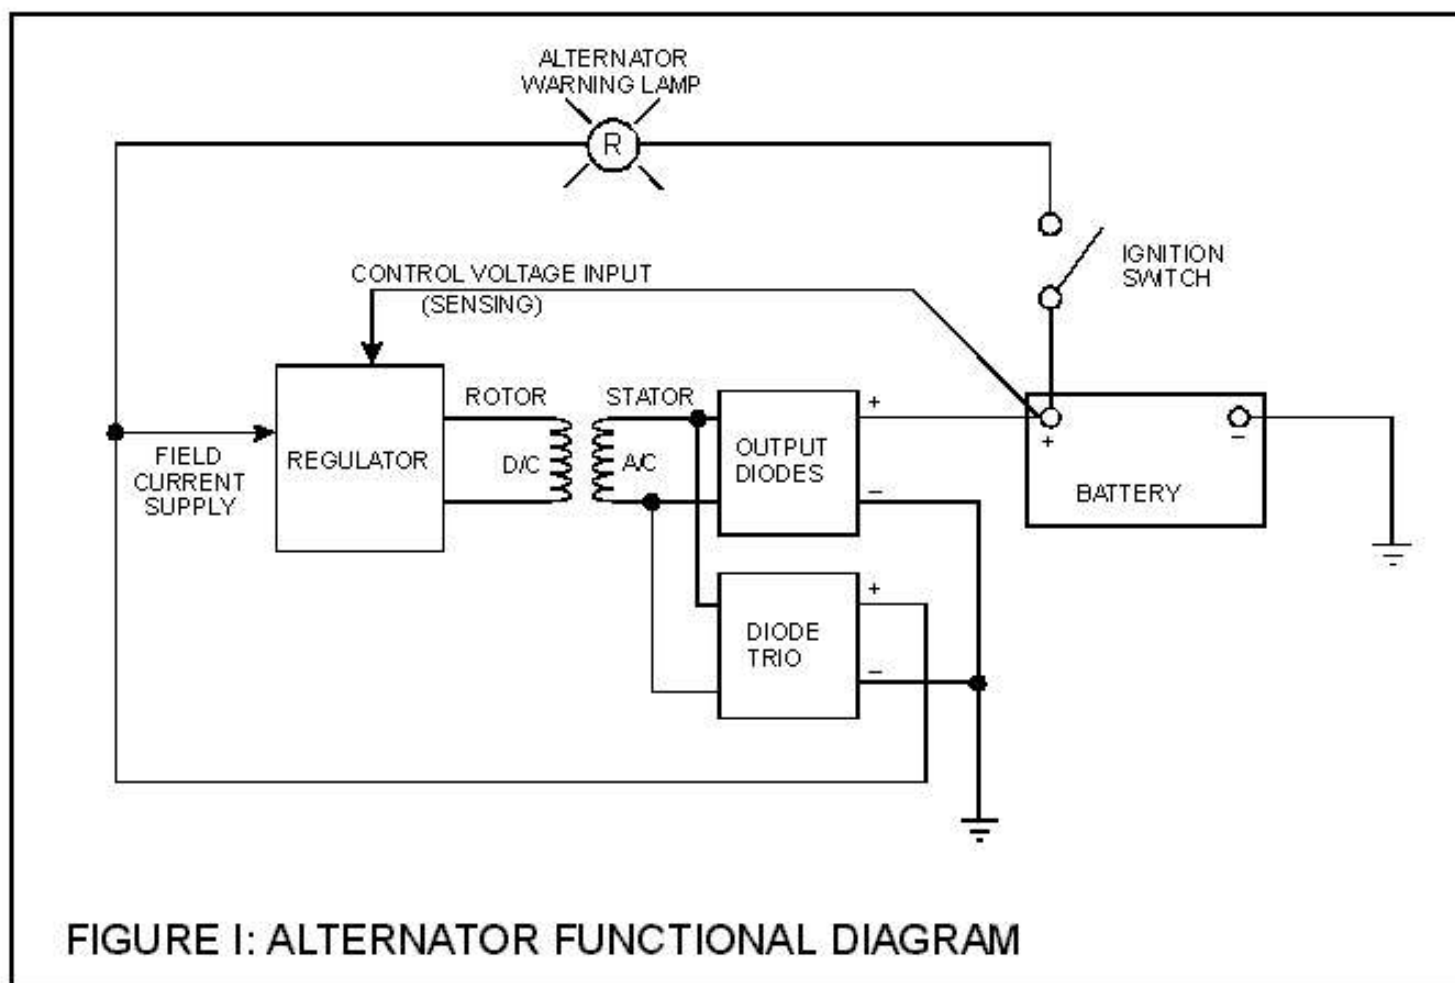 ALTERNATOR
WARNING LAMP
R
IGNITION
SWITCH
CONTROL VOLTAGE INPUT
(SENSING)
ROTOR
STATOR
FIELD
CURRENT
SUPPLY
REGULATOR
D/C
A/C
OUTPUT
DIODES
+
−
+
−
BATTERY
DIODE
TRIO
+
−
FIGURE I: ALTERNATOR FUNCTIONAL DIAGRAM